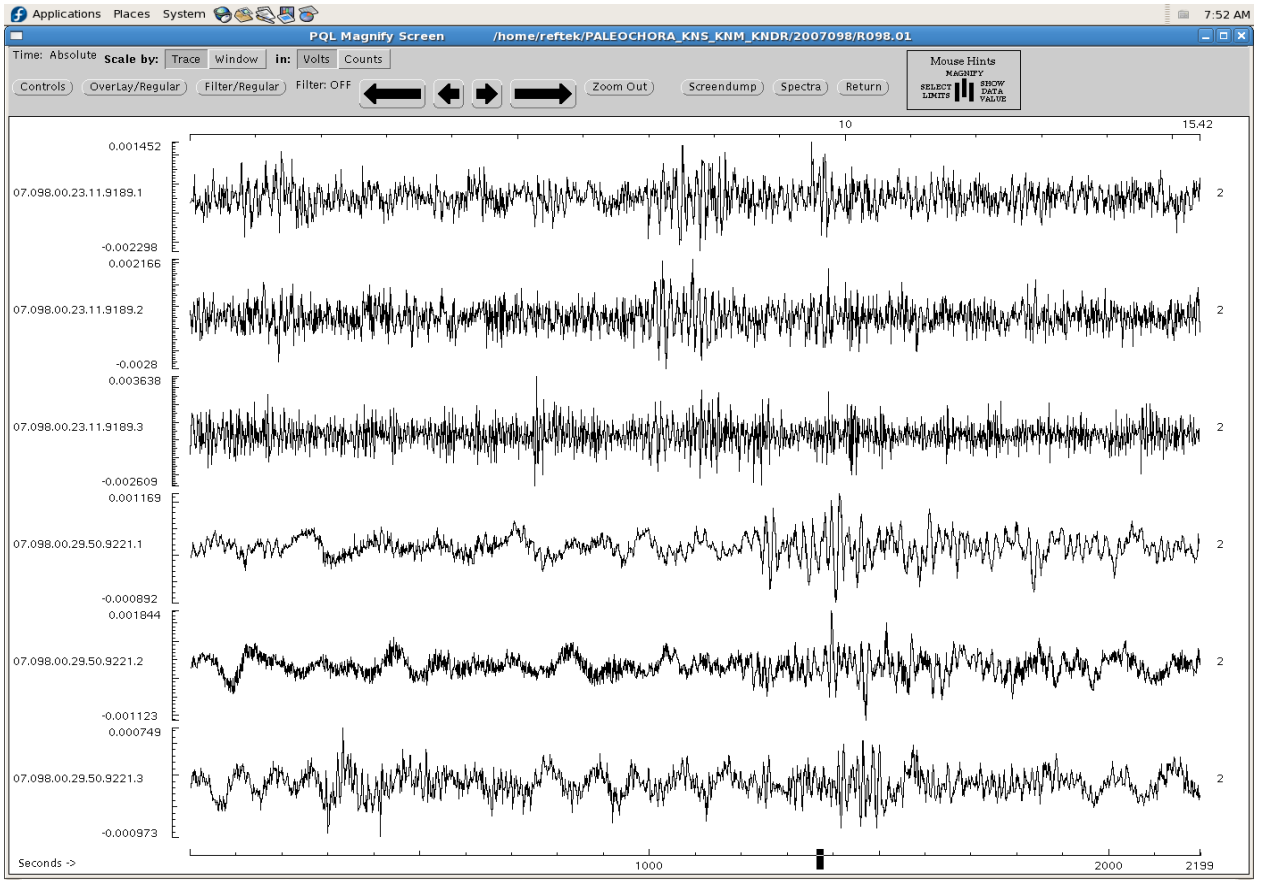 Applications Places System 7:52 AM
PQL Magnify Screen /home/reftek/PALEOCHORA_KNS_KNM_KNDR/2007098/R098.01
Time: Absolute Scale by: Trace Window in: Volts Counts
Controls OverLay/Regular Filter/Regular Filter: OFF Zoom Out Screendump Spectra Return
Mouse Hints
MAGNIFY
SELECT LIMITS
SHOW DATA VALUE
10 15.42
0.001452
07.098.00.23.11.9189.1 2
-0.002298
0.002166
07.098.00.23.11.9189.2 2
-0.0028
0.003638
07.098.00.23.11.9189.3 2
-0.002609
0.001169
07.098.00.29.50.9221.1 2
-0.000892
0.001844
07.098.00.29.50.9221.2 2
-0.001123
0.000749
07.098.00.29.50.9221.3 2
-0.000973
Seconds -> 1000 2000 2199